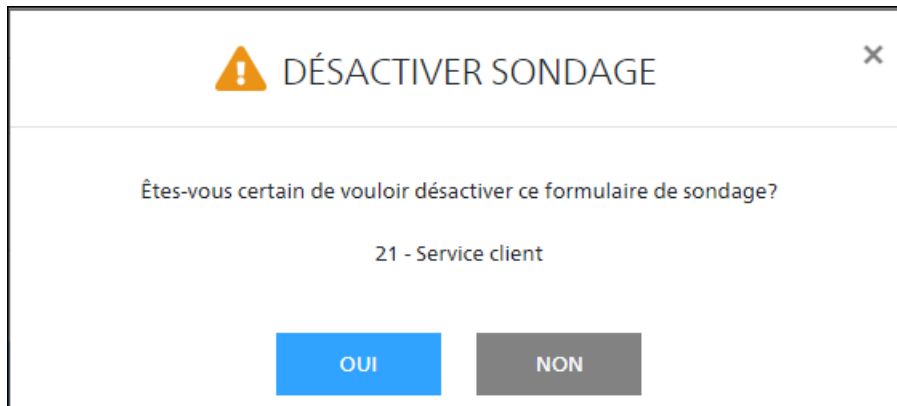 DÉSACTIVER SONDAGE
Êtes-vous certain de vouloir désactiver ce formulaire de sondage?
21 - Service client
OUI
NON